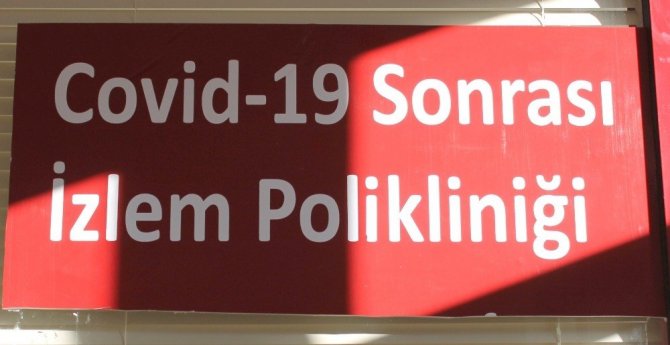 Covid-19 Sonrası
İzlem Polikliniği